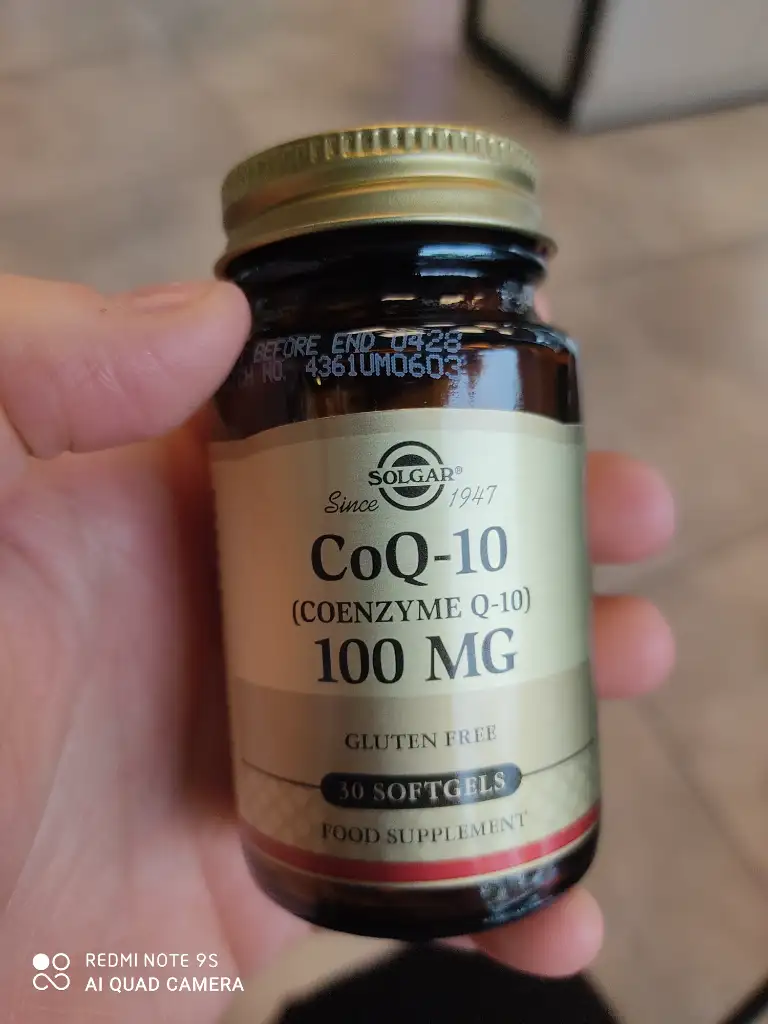 BEFORE END 0428
NO. 4361UM0603
SOLGAR®
Since 1947
CoQ-10
(COENZYME Q-10)
100 MG
GLUTEN FREE
30 SOFTGELS
FOOD SUPPLEMENT
REDMI NOTE 9S
AI QUAD CAMERA